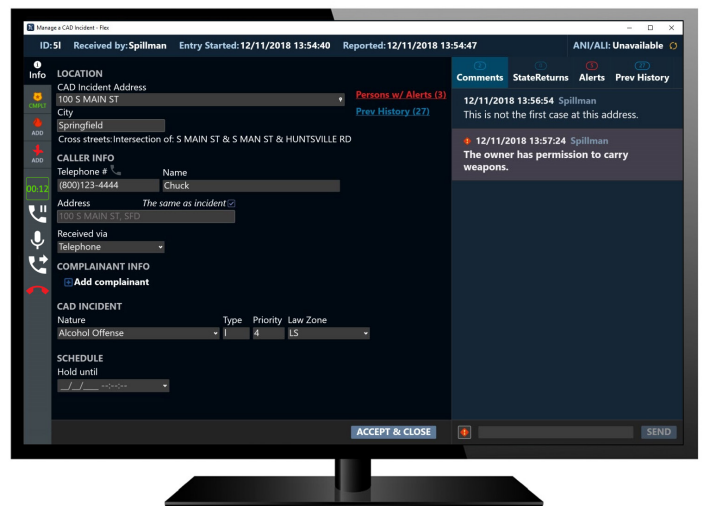 Manage a CAD Incident - Flex
ID: 5l Received by: Spillman Entry Started: 12/11/2018 13:54:40 Reported: 12/11/2018 13:54:47 ANI/ALI: Unavailable
Info
CMPLT
ADD
ADD
00:12
LOCATION
CAD Incident Address
100 S MAIN ST
Persons w/ Alerts (3)
City
Prev History (27)
Springfield
Cross streets: Intersection of: S MAIN ST & S MAN ST & HUNTSVILLE RD
CALLER INFO
Telephone # Name
(800)123-4444 Chuck
Address The same as incident
100 S MAIN ST, SFD
Received via
Telephone
COMPLAINANT INFO
Add complainant
CAD INCIDENT
Nature Type Priority Law Zone
Alcohol Offense l 4 LS
SCHEDULE
Hold until
__/__/____ --:--:--
ACCEPT & CLOSE
Comments StateReturns Alerts Prev History
12/11/2018 13:56:54 Spillman
This is not the first case at this address.
12/11/2018 13:57:24 Spillman
The owner has permission to carry
weapons.
SEND